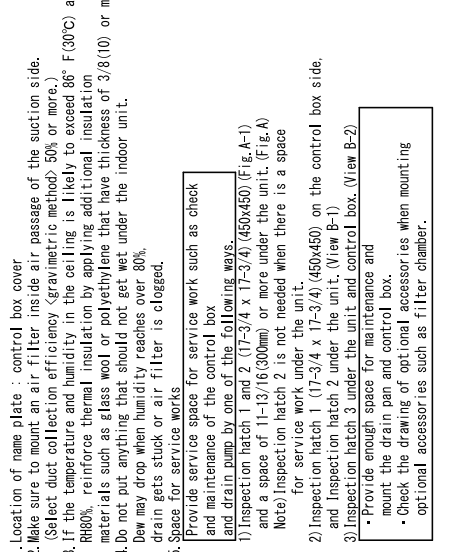 .Location of name plate : control box cover
2.Make sure to mount an air filter inside air passage of the suction side.
(Select duct collection efficiency <gravimetric method> 50% or more.)
3.If the temperature and humidity in the ceiling is likely to exceed 86° F(30℃) a
RH80%, reinforce thermal insulation by applying additional insulation
materials such as glass wool or polyethylene that have thickness of 3/8(10) or m
4.Do not put anything that should not get wet under the indoor unit.
Dew may drop when humidity reaches over 80%,
drain gets stuck or air filter is clogged.
5.Space for service works
Provide service space for service work such as check
and maintenance of the control box
and drain pump by one of the following ways.
1)Inspection hatch 1 and 2 (17-3/4 x 17-3/4)(450x450)(Fig.A-1)
and a space of 11-13/16(300mm) or more under the unit.(Fig.A)
Note)Inspection hatch 2 is not needed when there is a space
for service work under the unit.
2)Inspection hatch 1 (17-3/4 x 17-3/4)(450x450) on the control box side,
and Inspection hatch 2 under the unit.(View B-1)
3)Inspection hatch 3 under the unit and control box.(View B-2)
・Provide enough space for maintenance and
mount the drain pan and control box.
・Check the drawing of optional accessories when mounting
optional accessories such as filter chamber.